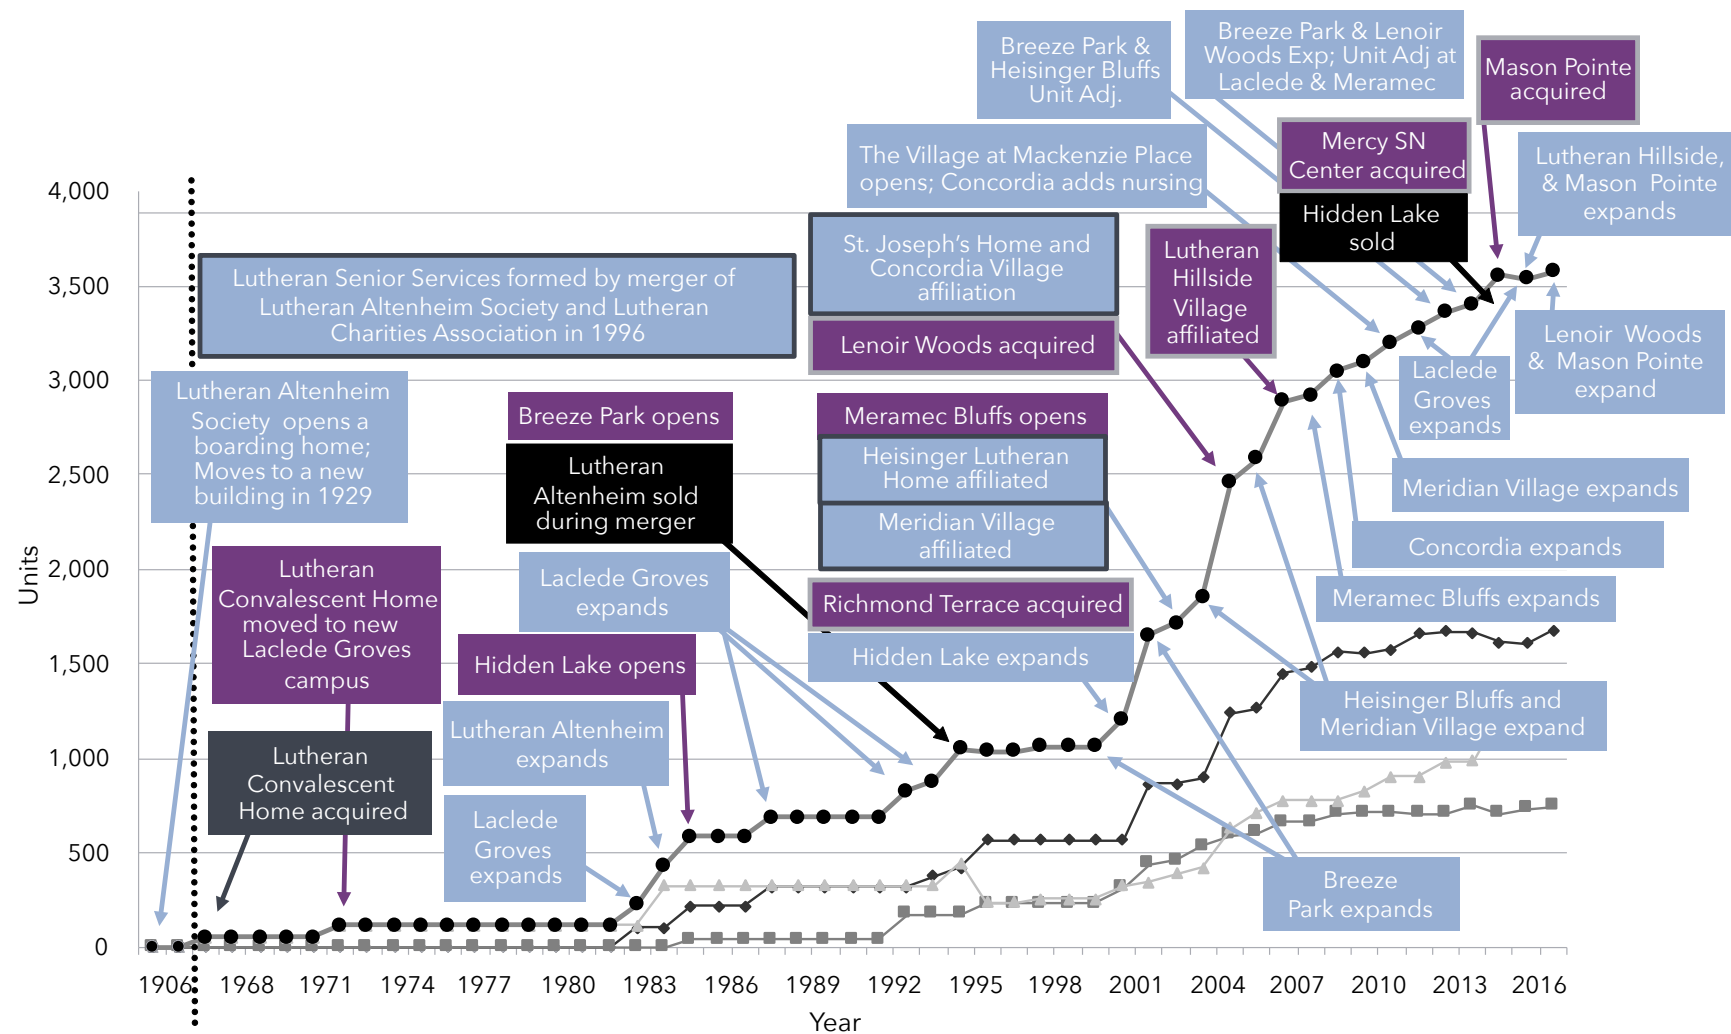 Breeze Park &
Heisinger Bluffs
Unit Adj.
Breeze Park & Lenoir
Woods Exp; Unit Adj at
Laclede & Meramec
Mason Pointe
acquired
The Village at Mackenzie Place
opens; Concordia adds nursing
Mercy SN
Center acquired
Hidden Lake
sold
Lutheran Hillside,
& Mason Pointe
expands
Lutheran Senior Services formed by merger of
Lutheran Altenheim Society and Lutheran
Charities Association in 1996
St. Joseph's Home and
Concordia Village
affiliation
Lenoir Woods acquired
Lutheran
Hillside
Village
affiliated
Lenoir Woods
& Mason Pointe
expand
Laclede
Groves
expands
Lutheran Altenheim
Society opens a
boarding home;
Moves to a new
building in 1929
Breeze Park opens
Lutheran
Altenheim sold
during merger
Meramec Bluffs opens
Heisinger Lutheran
Home affiliated
Meridian Village
affiliated
Meridian Village expands
Concordia expands
Meramec Bluffs expands
Lutheran
Convalescent Home
moved to new
Laclede Groves
campus
Laclede Groves
expands
Richmond Terrace acquired
Hidden Lake expands
Hidden Lake opens
Heisinger Bluffs and
Meridian Village expand
Lutheran Altenheim
expands
Lutheran
Convalescent
Home acquired
Laclede
Groves
expands
Breeze
Park expands
Units
4,000
3,500
3,000
2,500
2,000
1,500
1,000
500
0
1906 1968 1971 1974 1977 1980 1983 1986 1989 1992 1995 1998 2001 2004 2007 2010 2013 2016
Year